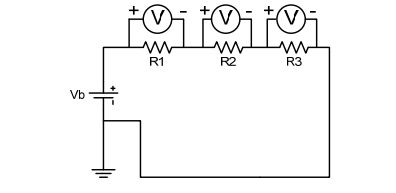 + V - + V - + V -
R1 R2 R3
Vb + -